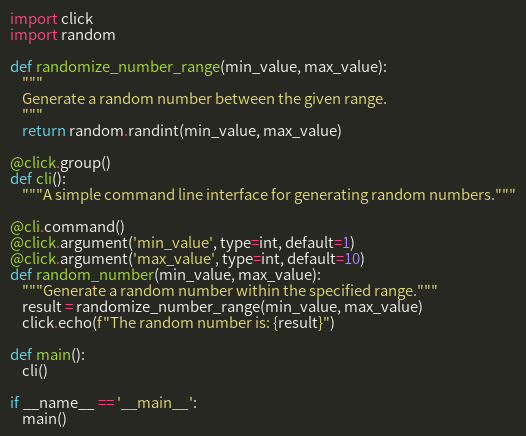 import click
import random

def randomize_number_range(min_value, max_value):
    """
    Generate a random number between the given range.
    """
    return random.randint(min_value, max_value)

@click.group()
def cli():
    """A simple command line interface for generating random numbers."""

@cli.command()
@click.argument('min_value', type=int, default=1)
@click.argument('max_value', type=int, default=10)
def random_number(min_value, max_value):
    """Generate a random number within the specified range."""
    result = randomize_number_range(min_value, max_value)
    click.echo(f"The random number is: {result}")

def main():
    cli()

if __name__ == '__main__':
    main()